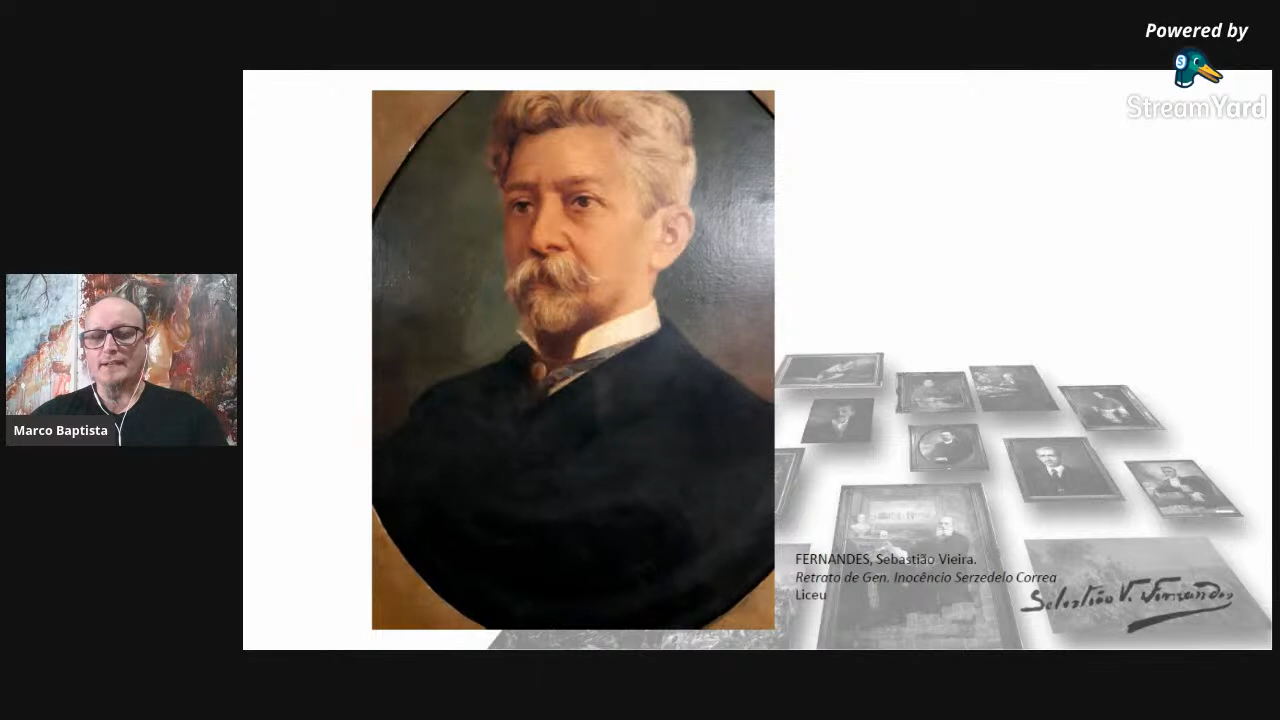 Powered by
StreamYard
Marco Baptista
FERNANDES, Sebastião Vieira.
Retrato de Gen. Inocêncio Serzedelo Correa
Liceu
Sebastião V. Fernandes